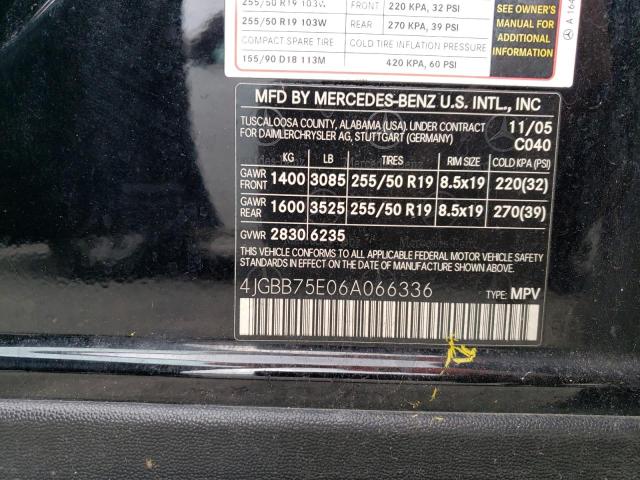 255/50 R19 103W FRONT 220 KPA, 32 PSI
255/50 R19 103W REAR 270 KPA, 39 PSI
COMPACT SPARE TIRE COLD TIRE INFLATION PRESSURE
155/90 D18 113M 420 KPA, 60 PSI
SEE OWNER'S
MANUAL FOR
ADDITIONAL
INFORMATION
A 164
MFD BY MERCEDES-BENZ U.S. INTL., INC
TUSCALOOSA COUNTY, ALABAMA (USA). UNDER CONTRACT 11/05
FOR DAIMLERCHRYSLER AG, STUTTGART (GERMANY) C040
KG LB TIRES RIM SIZE COLD KPA (PSI)
GAWR FRONT 1400 3085 255/50 R19 8.5x19 220(32)
GAWR REAR 1600 3525 255/50 R19 8.5x19 270(39)
GVWR 2830 6235
THIS VEHICLE CONFORMS TO ALL APPLICABLE FEDERAL MOTOR VEHICLE SAFETY
STANDARDS IN EFFECT ON THE DATE OF MANUFACTURE SHOWN ABOVE.
4JGBB75E06A066336 TYPE: MPV